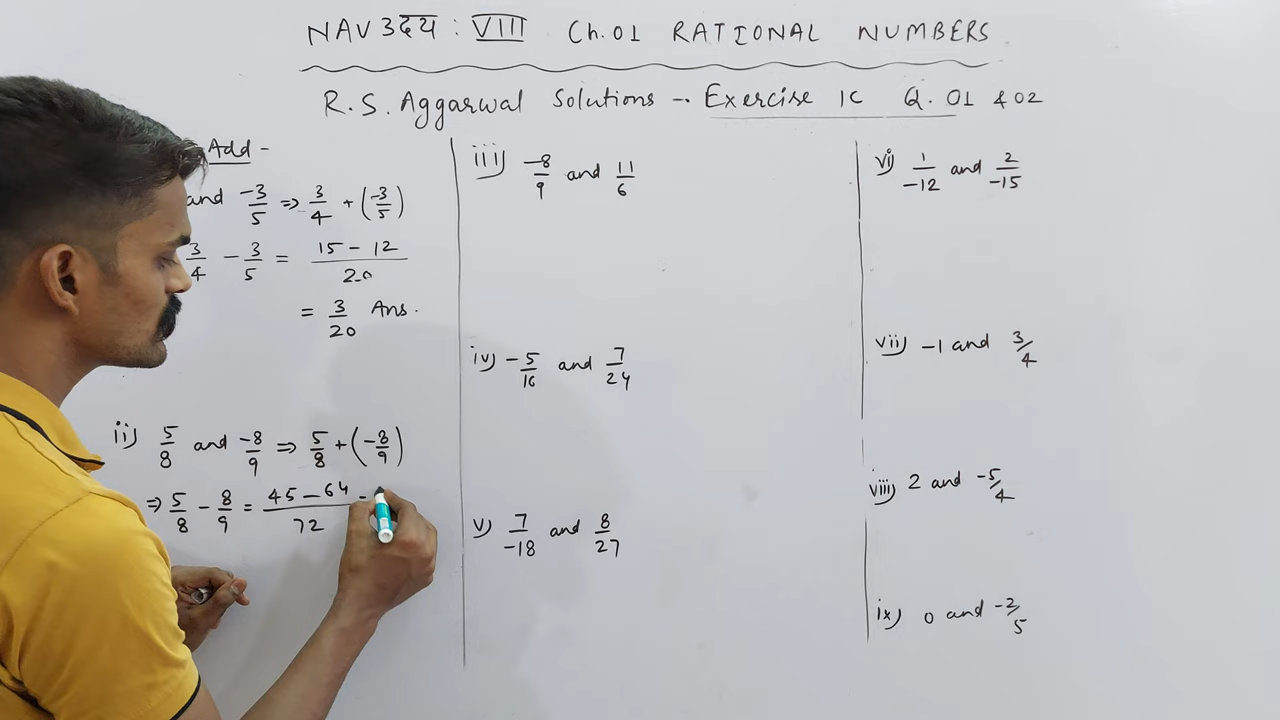 NAV उदय : VIII Ch.01 RATIONAL NUMBERS
R.S. Aggarwal Solutions - Exercise 1C Q.01 & 02
Add -
and -3/5 ⇒ 3/4 + (-3/5)
3/4 - 3/5 = 15 - 12/20
= 3/20 Ans.
ii) 5/8 and -8/9 ⇒ 5/8 + (-8/9)
⇒ 5/8 - 8/9 = 45 - 64/72
iii) -8/9 and 11/6
iv) -5/16 and 7/24
v) 7/-18 and 8/27
vi) 1/-12 and 2/-15
vii) -1 and 3/4
viii) 2 and -5/4
ix) 0 and -2/5